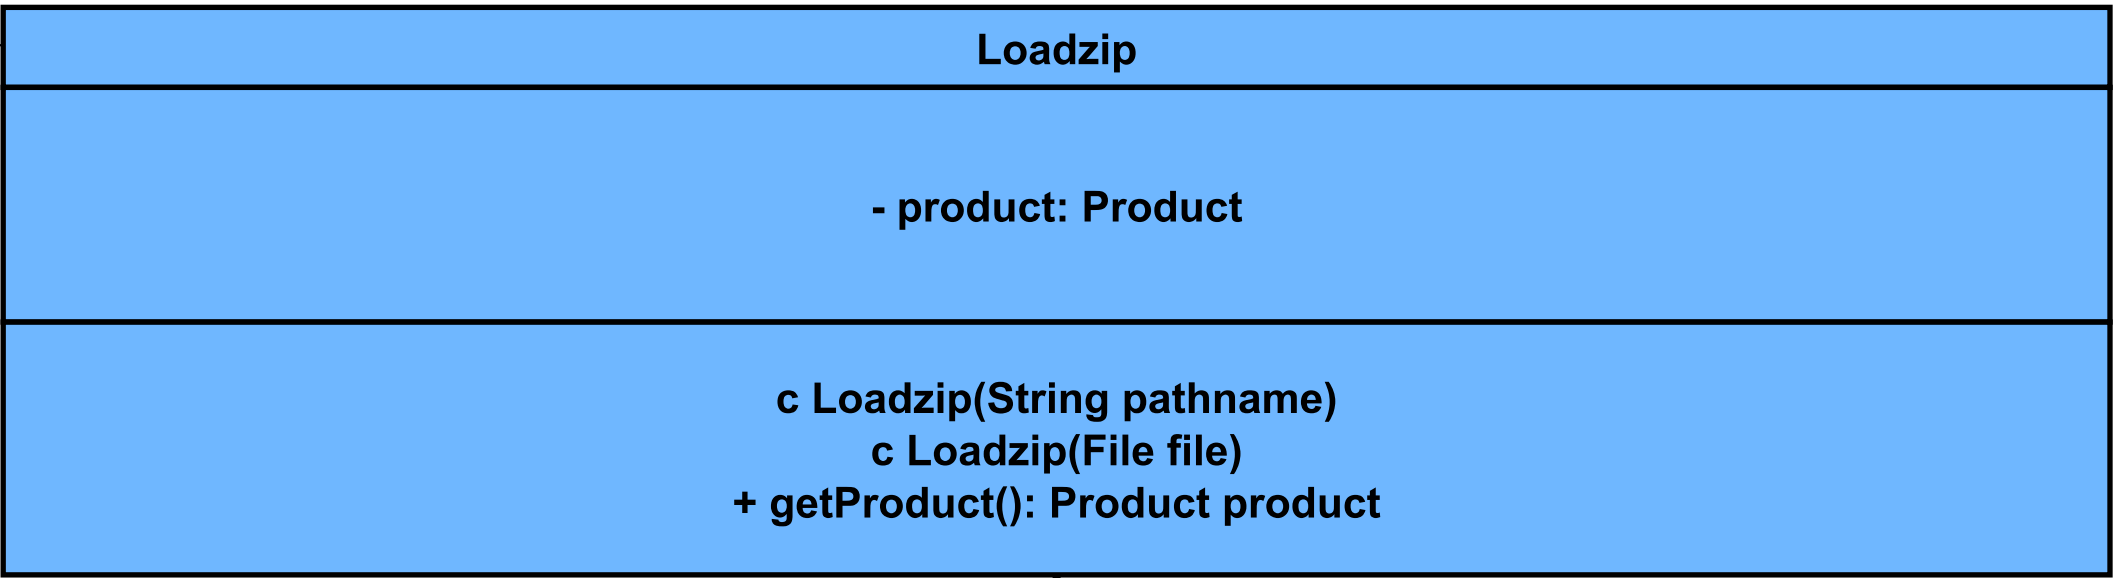 Loadzip
- product: Product
c Loadzip(String pathname)
c Loadzip(File file)
+ getProduct(): Product product